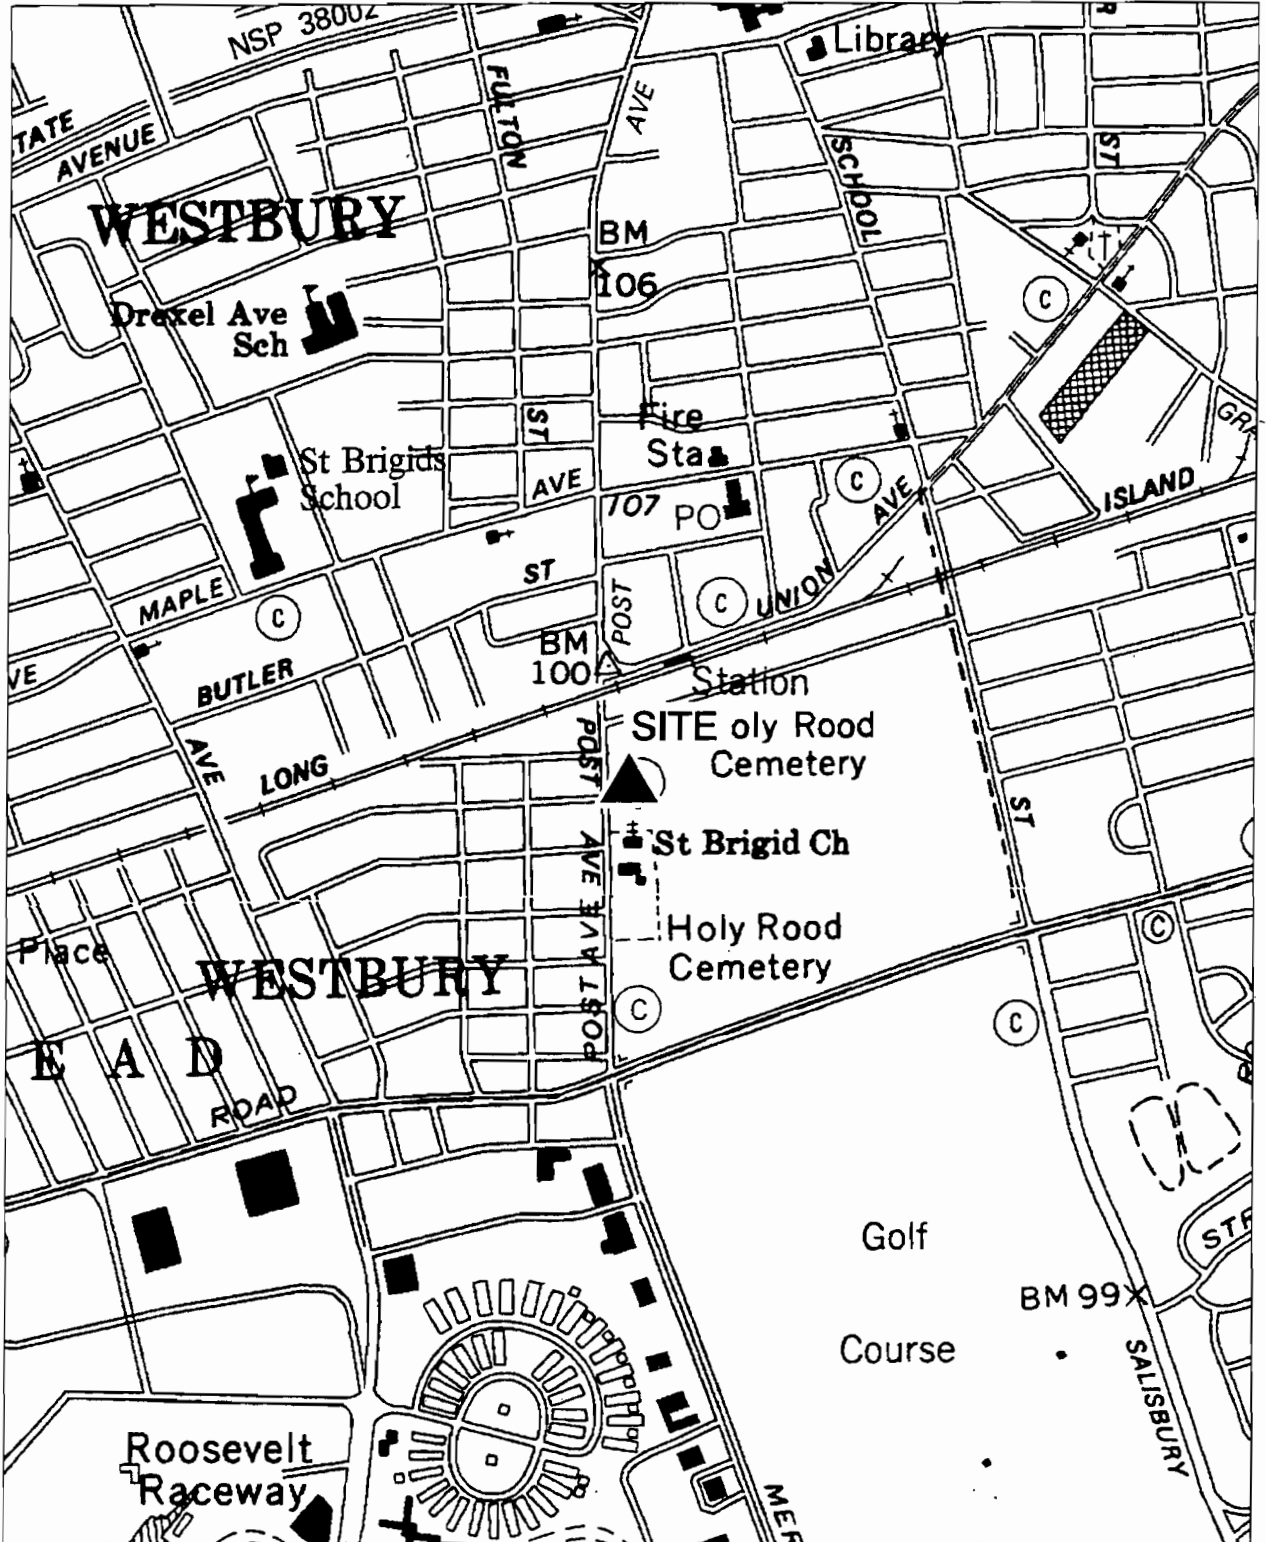 NSP 38002
Library
AVE
FULTON
TATE
AVENUE
ST
SCHOOL
WESTBURY
BM
106
Drexel Ave
Sch
C
Fire
Sta
ST
St Brigids
School
AVE
107
PO
C
AVE
ISLAND
GRA
ST
MAPLE
C
POST
C
UNION
BM
100
VE
BUTLER
Station
SITE oly Rood
Cemetery
POST
AVE
LONG
ST
AVE
St Brigid Ch
Place
WESTBURY
POST AVE
Holy Rood
Cemetery
C
C
C
E A D
ROAD
Golf
STR
BM 99
Course
SALISBURY
Roosevelt
Raceway
MER